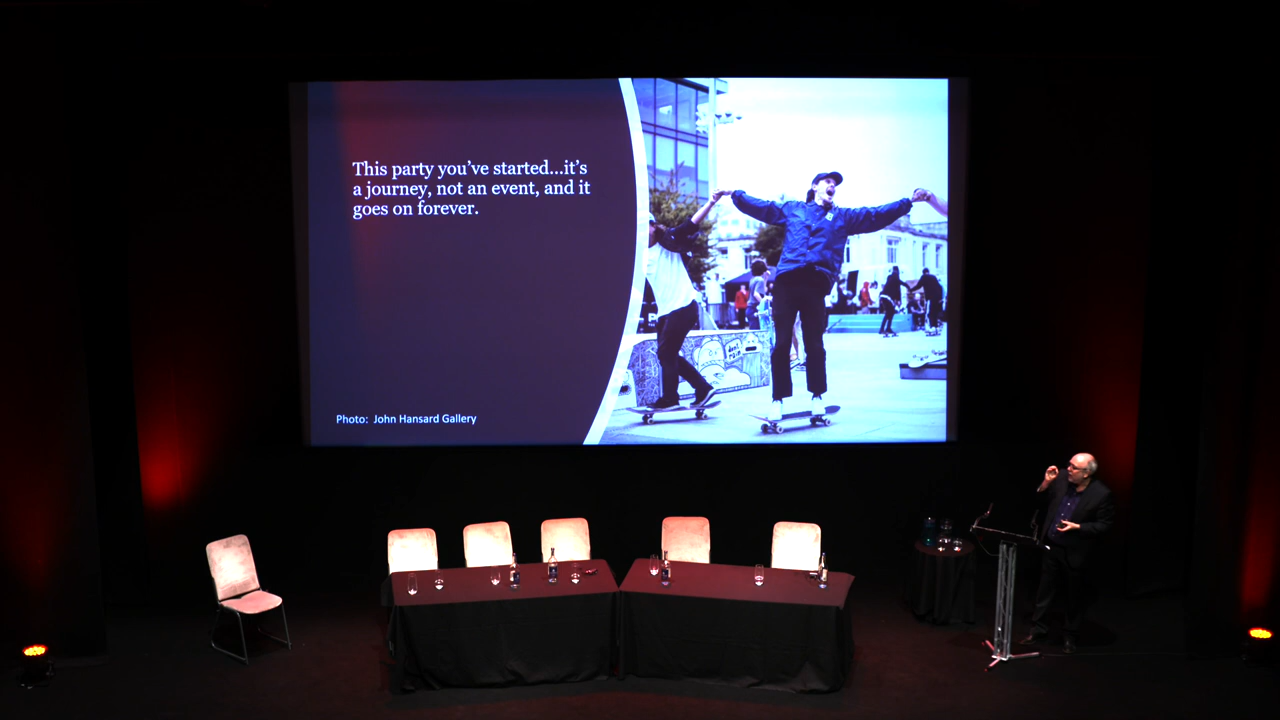 This party you've started...it's
a journey, not an event, and it
goes on forever.
Photo: John Hansard Gallery